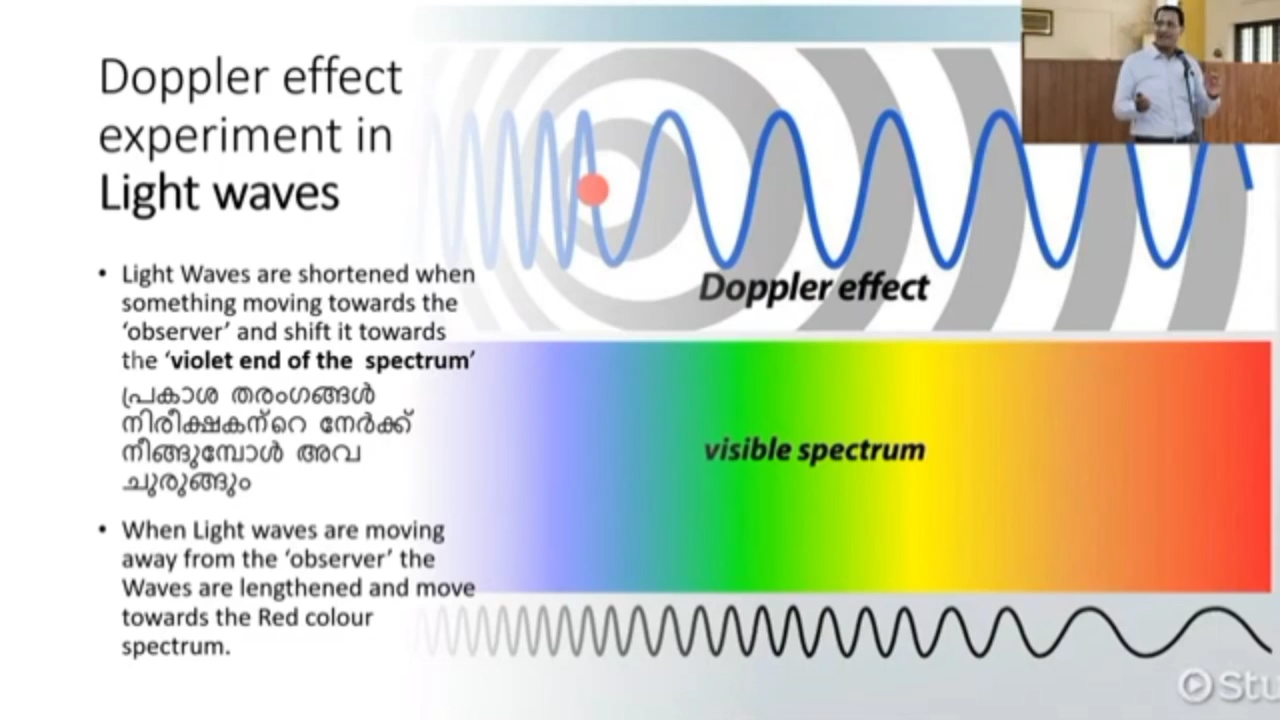 Doppler effect
experiment in
Light waves
• Light Waves are shortened when
something moving towards the
‘observer’ and shift it towards
the ‘violet end of the spectrum’
പ്രകാശ തരംഗങ്ങൾ
നിരീക്ഷകന്റെ നേർക്ക്
നീങ്ങുമ്പോൾ അവ
ചുരുങ്ങും
• When Light waves are moving
away from the ‘observer’ the
Waves are lengthened and move
towards the Red colour
spectrum.
Doppler effect
visible spectrum